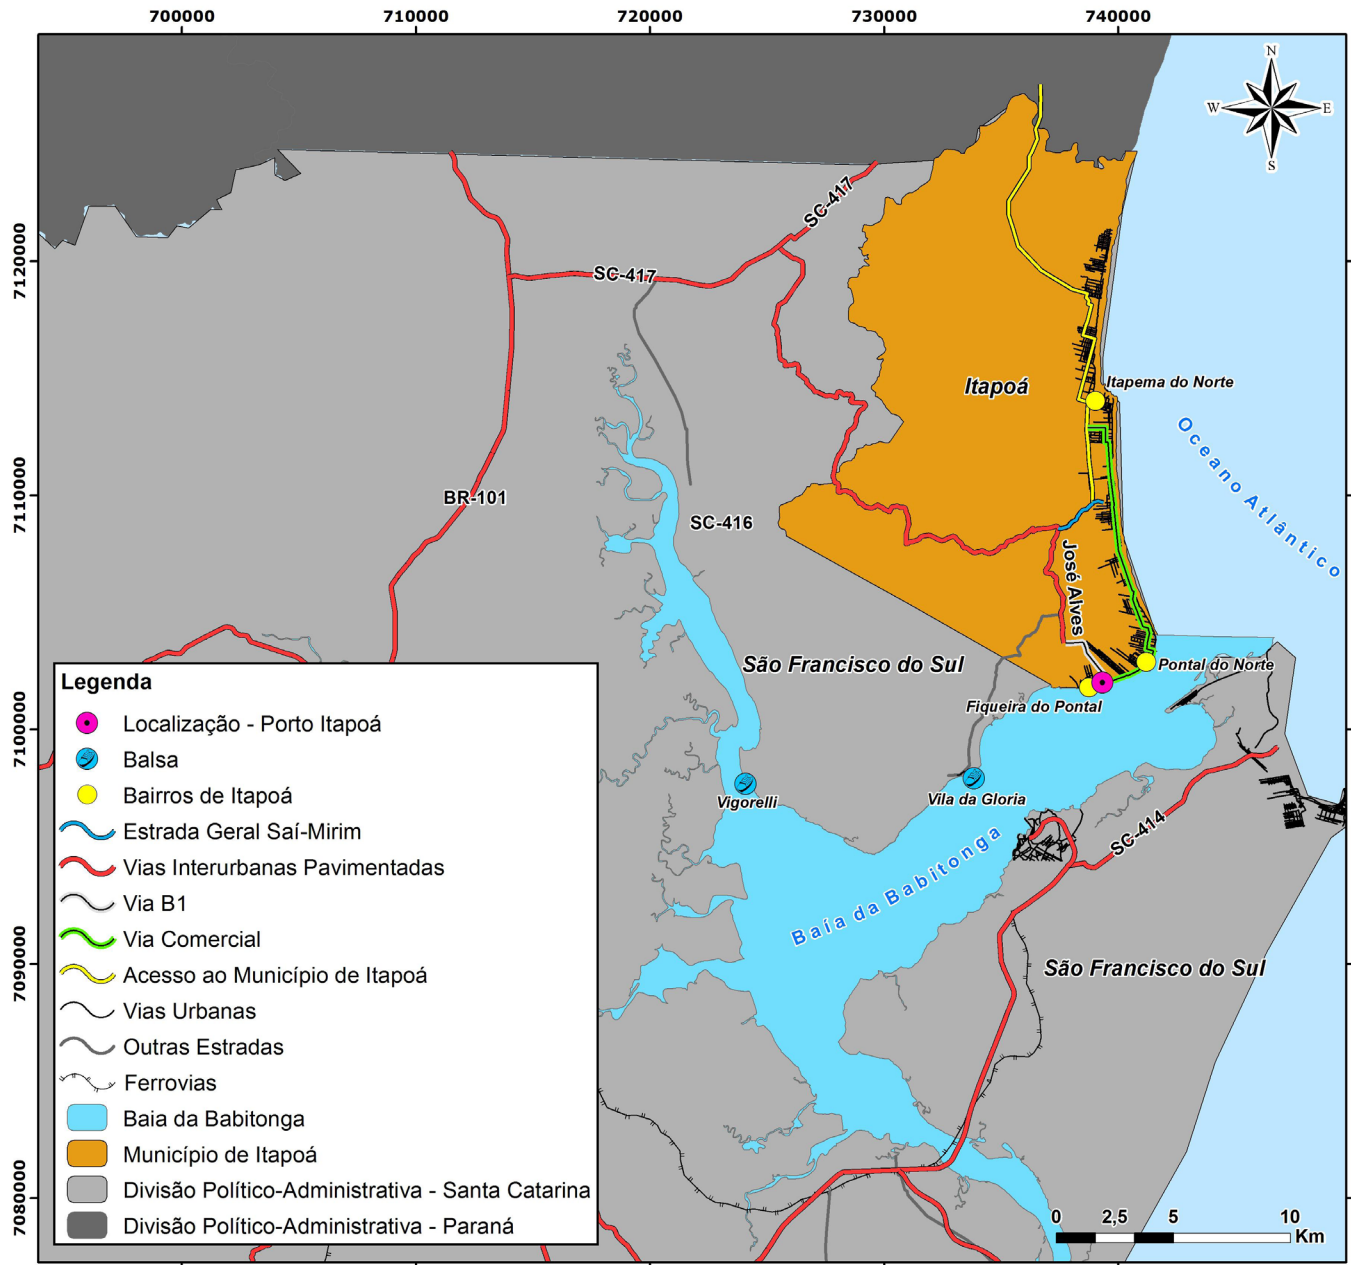 700000 710000 720000 730000 740000
N
W E
S
7120000
7110000
7100000
7090000
7080000
SC-417
SC-417
Itapoá
Itapema do Norte
Oceano Atlântico
BR-101
SC-416
José Alves
São Francisco do Sul
Pontal do Norte
Fiqueira do Pontal
Vigorelli
Vila da Gloria
SC-414
Baía da Babitonga
São Francisco do Sul
Legenda
Localização - Porto Itapoá
Balsa
Bairros de Itapoá
Estrada Geral Saí-Mirim
Vias Interurbanas Pavimentadas
Via B1
Via Comercial
Acesso ao Município de Itapoá
Vias Urbanas
Outras Estradas
Ferrovias
Baia da Babitonga
Município de Itapoá
Divisão Político-Administrativa - Santa Catarina
Divisão Político-Administrativa - Paraná
0 2,5 5 10
Km